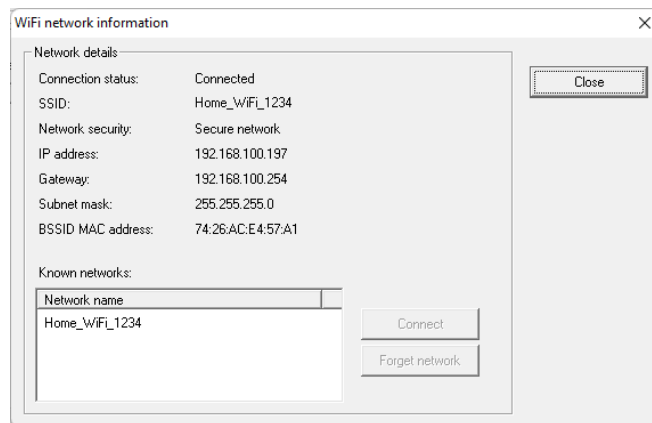 WiFi network information
Network details
Connection status: Connected
Close
SSID: Home_WiFi_1234
Network security: Secure network
IP address: 192.168.100.197
Gateway: 192.168.100.254
Subnet mask: 255.255.255.0
BSSID MAC address: 74:26:AC:E4:57:A1
Known networks:
Network name
Home_WiFi_1234
Connect
Forget network